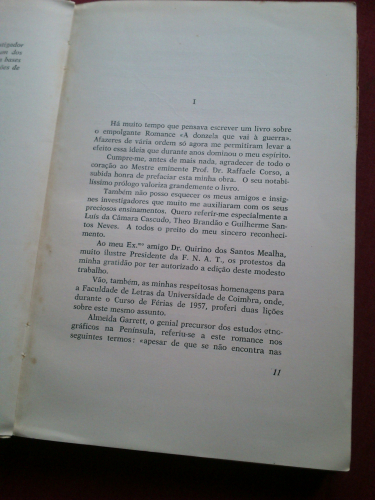 tigador
um dos
s bases
ões de
I
Há muito tempo que pensava escrever um livro sobre
o empolgante Romance «A donzela que vai à guerra».
Afazeres de vária ordem só agora me permitiram levar a
efeito essa ideia que durante anos dominou o meu espírito.
Cumpre-me, antes de mais nada, agradecer de todo o
coração ao Mestre eminente Prof. Dr. Raffaele Corso, a
subida honra de prefaciar esta minha obra. O seu notabi-
líssimo prólogo valoriza grandemente o livro.
Também não posso esquecer os meus amigos e insig-
nes investigadores que muito me auxiliaram com os seus
preciosos ensinamentos. Quero referir-me especialmente a
Luís da Câmara Cascudo, Théo Brandão e Guilherme San-
tos Neves. A todos o preito do meu sincero reconheci-
mento.
Ao meu Ex.mo amigo Dr. Quirino dos Santos Mealha,
muito ilustre Presidente da F. N. A. T., os protestos da
minha gratidão por ter autorizado a edição deste modesto
trabalho.
Vão, também, as minhas respeitosas homenagens para
a Faculdade de Letras da Universidade de Coimbra, onde,
durante o Curso de Férias de 1957, proferi duas lições
sobre este mesmo assunto.
Almeida Garrett, o genial precursor dos estudos etno-
gráficos na Península, referiu-se a este romance nos
seguintes termos: «apesar de que se não encontra nas
11